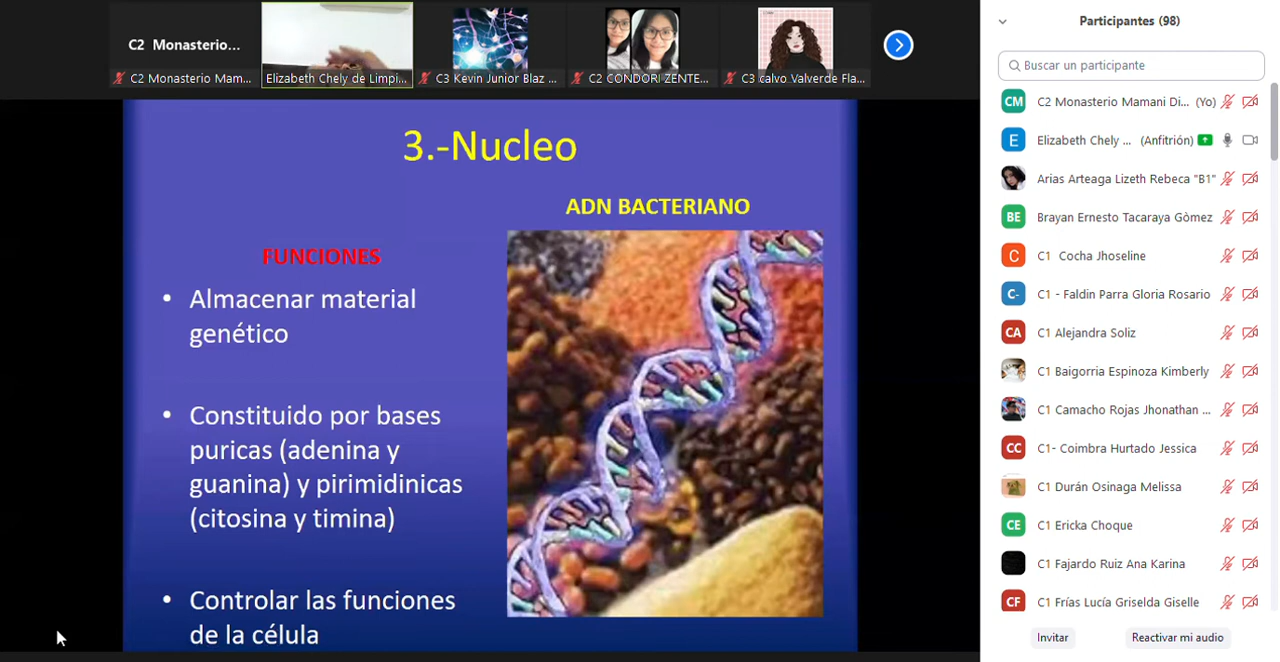 C2 Monasterio...
C2 Monasterio Mam...
Elizabeth Chely de Limpi...
C3 Kevin Junior Blaz ...
C2 CONDORI ZENTE...
C3 calvo Valverde Fla...
3.-Nucleo
ADN BACTERIANO
FUNCIONES
• Almacenar material
genético
• Constituido por bases
puricas (adenina y
guanina) y pirimidinicas
(citosina y timina)
• Controlar las funciones
de la célula
Participantes (98)
Buscar un participante
CM C2 Monasterio Mamani Di... (Yo)
E Elizabeth Chely ... (Anfitrión)
Arias Arteaga Lizeth Rebeca "B1"
BE Brayan Ernesto Tacaraya Gòmez
C C1 Cocha Jhoseline
C- C1 - Faldin Parra Gloria Rosario
CA C1 Alejandra Soliz
C1 Baigorria Espinoza Kimberly
C1 Camacho Rojas Jhonathan ...
CC C1- Coimbra Hurtado Jessica
C1 Durán Osinaga Melissa
CE C1 Ericka Choque
C1 Fajardo Ruiz Ana Karina
CF C1 Frías Lucía Griselda Giselle
Invitar
Reactivar mi audio